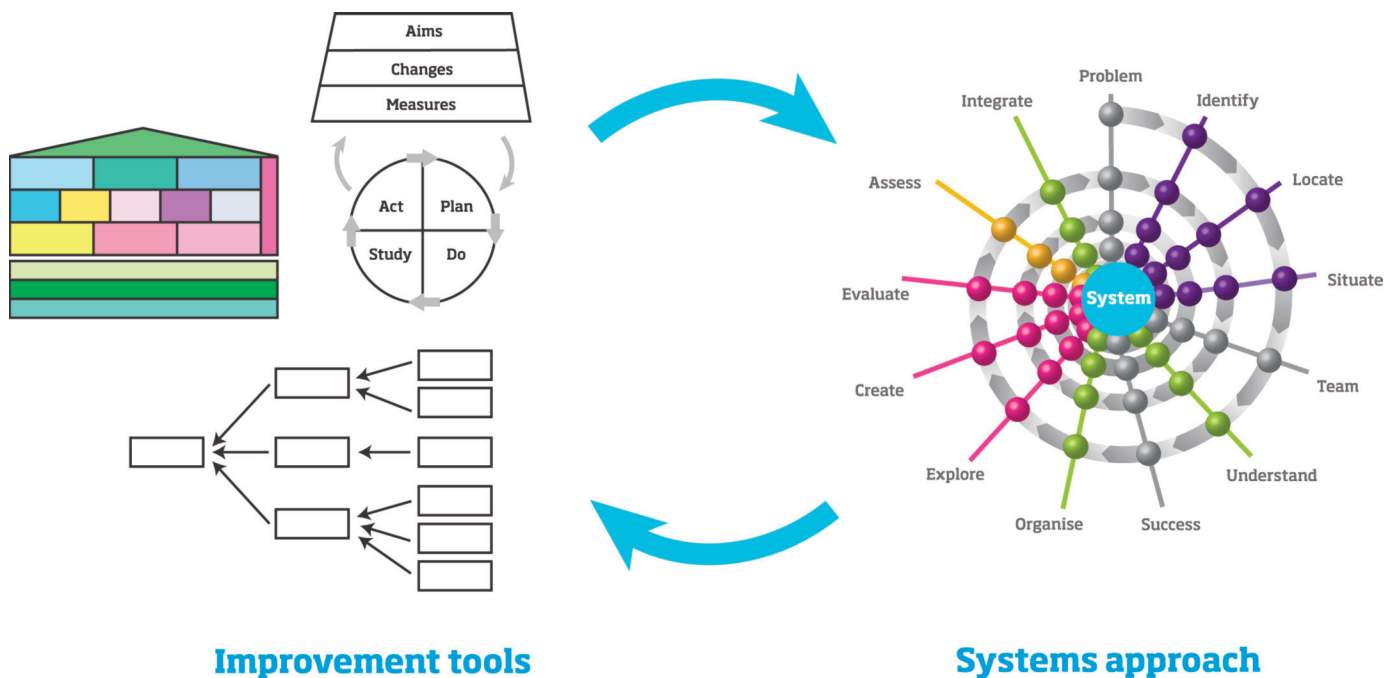 Aims
Changes
Measures
Act
Plan
Study
Do
Improvement tools
Problem
Identify
Locate
Situate
Team
Understand
Success
Organise
Explore
Create
Evaluate
Assess
Integrate
System
Systems approach